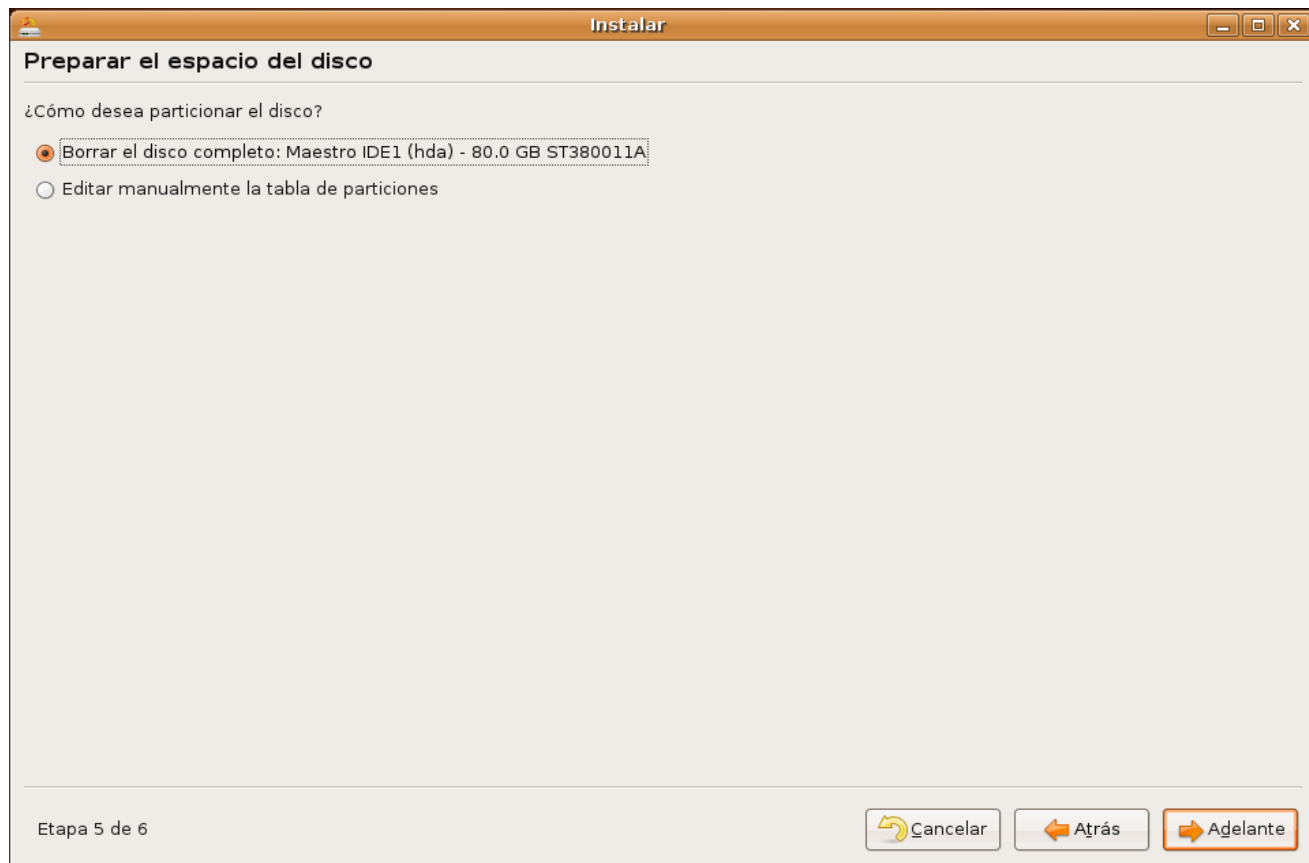 Instalar
Preparar el espacio del disco
¿Cómo desea particionar el disco?
Borrar el disco completo: Maestro IDE1 (hda) - 80.0 GB ST380011A
Editar manualmente la tabla de particiones
Etapa 5 de 6
Cancelar
Atrás
Adelante